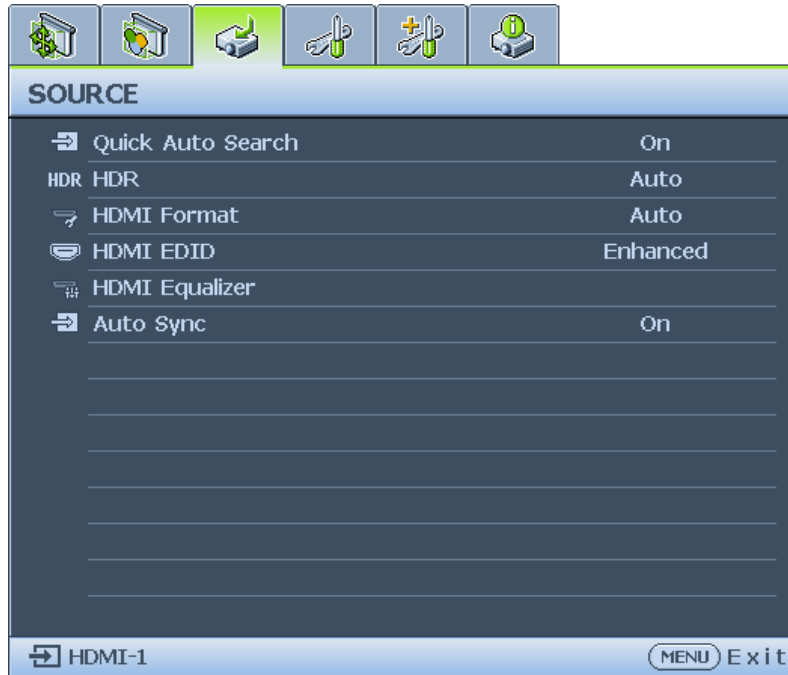 SOURCE
Quick Auto Search On
HDR HDR Auto
HDMI Format Auto
HDMI EDID Enhanced
HDMI Equalizer
Auto Sync On
HDMI-1 MENU Exit